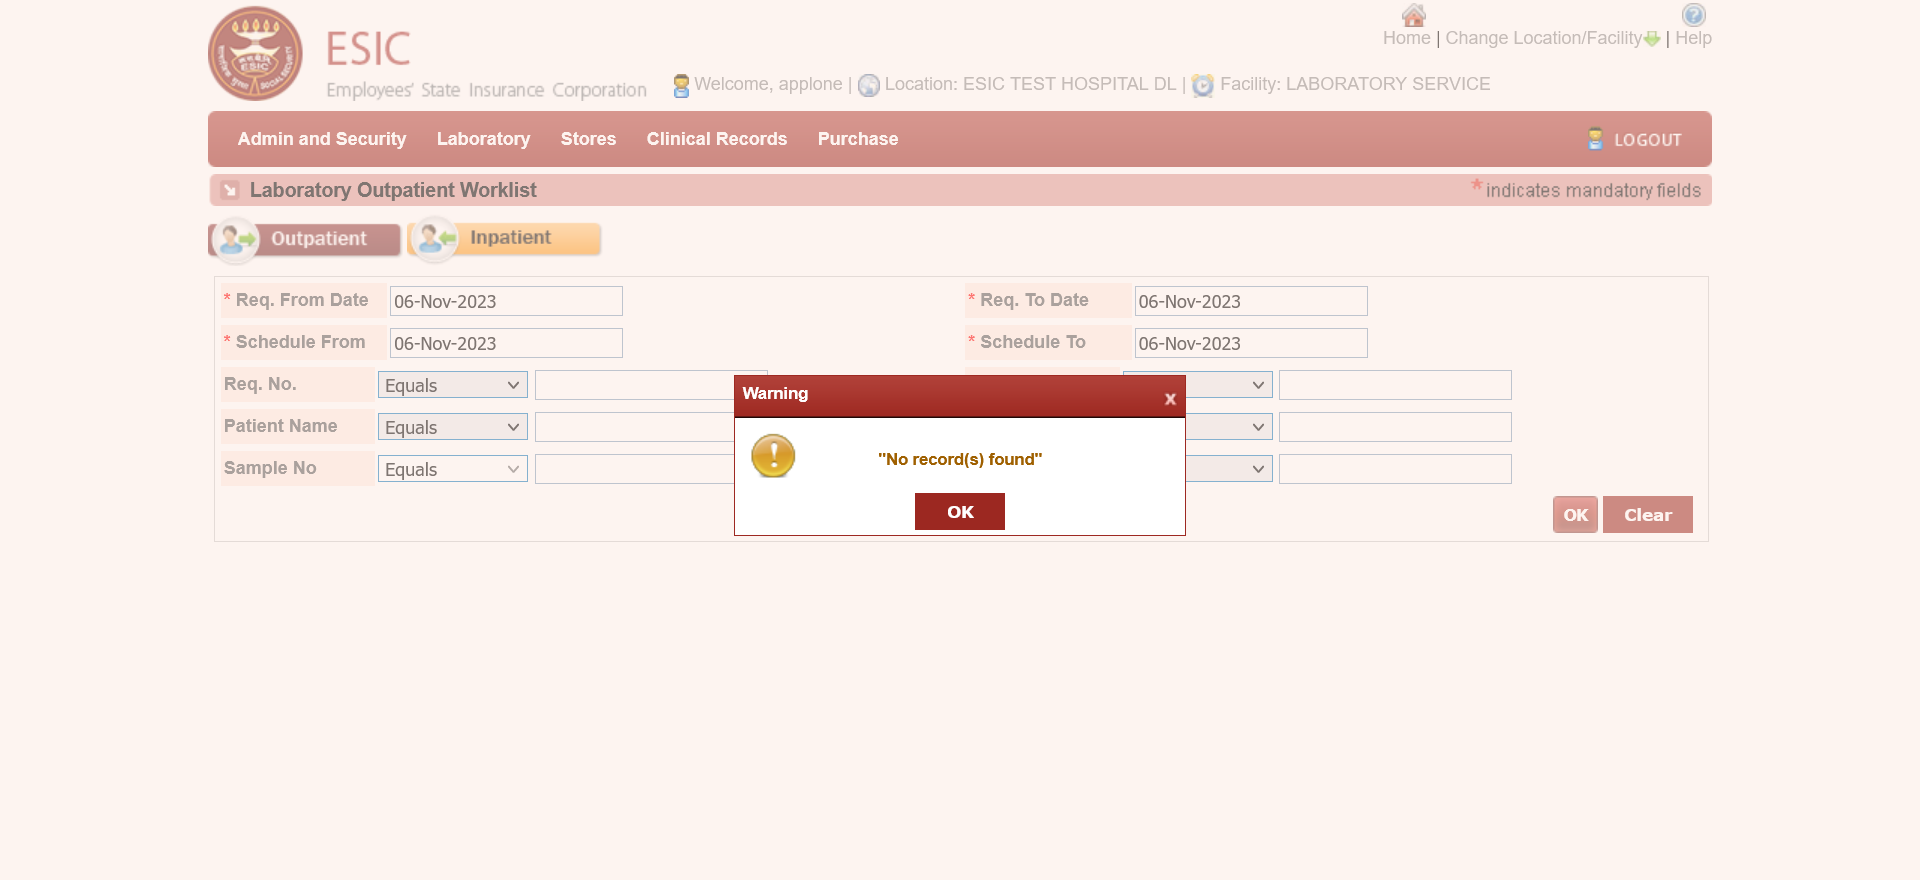 ESIC
Employees' State Insurance Corporation
Home | Change Location/Facility | Help
Welcome, applone | Location: ESIC TEST HOSPITAL DL | Facility: LABORATORY SERVICE
Admin and Security Laboratory Stores Clinical Records Purchase LOGOUT
Laboratory Outpatient Worklist * indicates mandatory fields
Outpatient Inpatient
* Req. From Date 06-Nov-2023 * Req. To Date 06-Nov-2023
* Schedule From 06-Nov-2023 * Schedule To 06-Nov-2023
Req. No. Equals
Patient Name Equals
Sample No Equals
Warning x
"No record(s) found"
OK
OK Clear